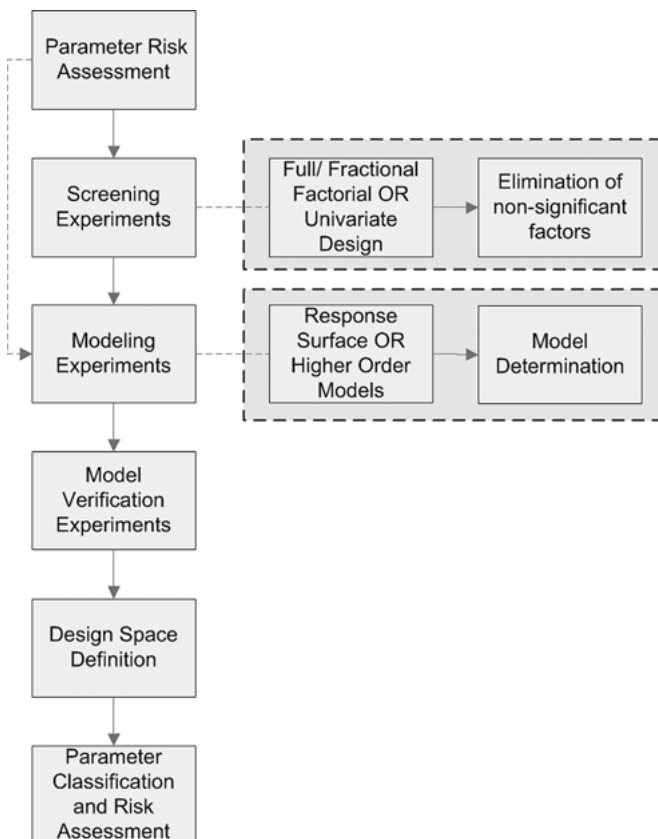 Parameter Risk
Assessment
Screening
Experiments
Full/ Fractional
Factorial OR
Univariate
Design
Elimination of
non-significant
factors
Modeling
Experiments
Response
Surface OR
Higher Order
Models
Model
Determination
Model
Verification
Experiments
Design Space
Definition
Parameter
Classification
and Risk
Assessment